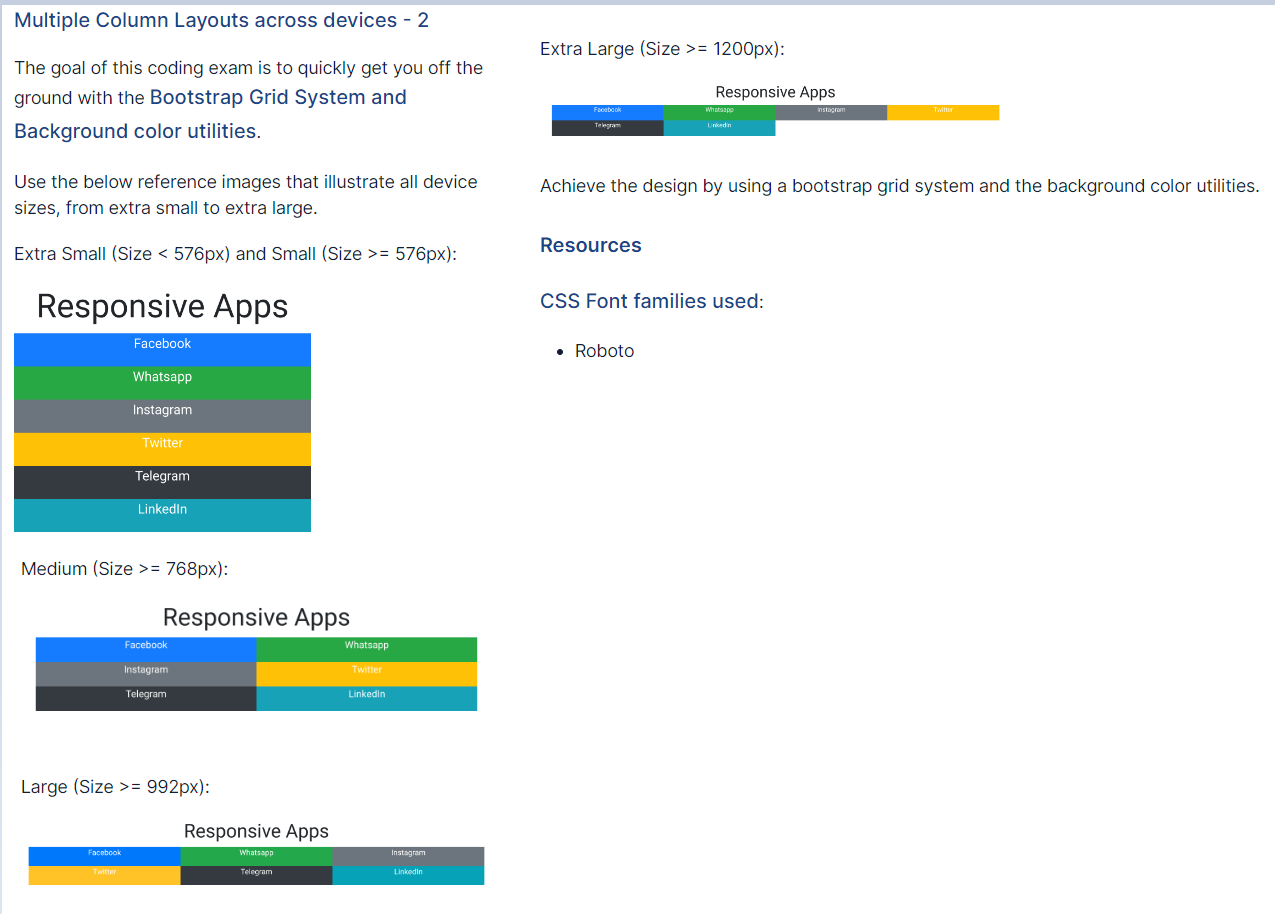 Multiple Column Layouts across devices - 2
The goal of this coding exam is to quickly get you off the
ground with the Bootstrap Grid System and
Background color utilities.
Use the below reference images that illustrate all device
sizes, from extra small to extra large.
Extra Small (Size < 576px) and Small (Size >= 576px):
Responsive Apps
Facebook
Whatsapp
Instagram
Twitter
Telegram
LinkedIn
Medium (Size >= 768px):
Responsive Apps
Facebook Whatsapp
Instagram Twitter
Telegram LinkedIn
Large (Size >= 992px):
Responsive Apps
Facebook Whatsapp Instagram
Twitter Telegram LinkedIn
Extra Large (Size >= 1200px):
Responsive Apps
Facebook Whatsapp Instagram Twitter
Telegram LinkedIn
Achieve the design by using a bootstrap grid system and the background color utilities.
Resources
CSS Font families used:
• Roboto